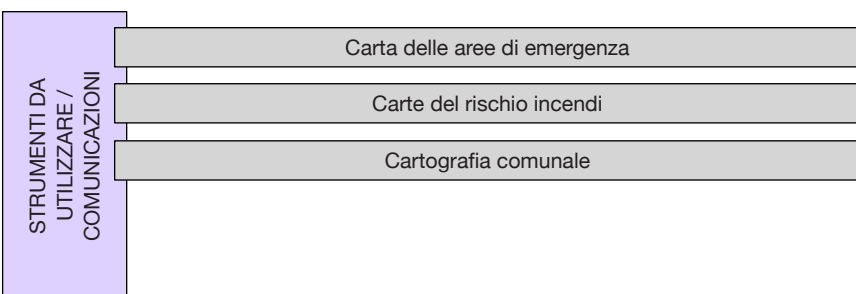 STRUMENTI DA
UTILIZZARE /
COMUNICAZIONI
Carta delle aree di emergenza
Carte del rischio incendi
Cartografia comunale